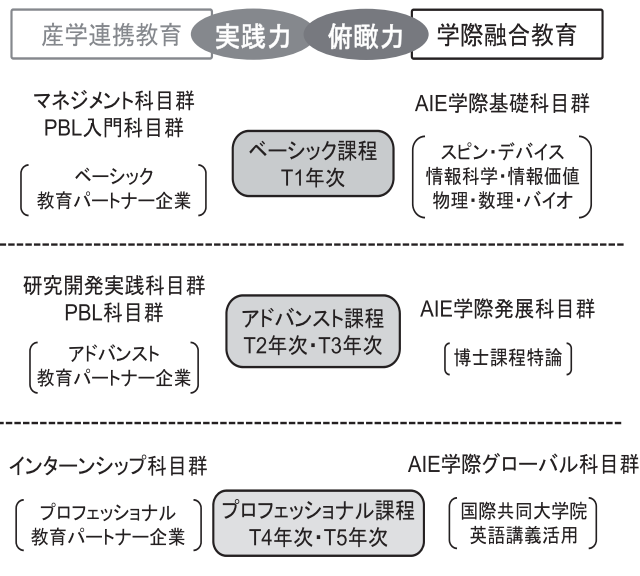 産学連携教育
実践力
俯瞰力
学際融合教育
マネジメント科目群
PBL入門科目群
ベーシック
教育パートナー企業
ベーシック課程
T1年次
AIE学際基礎科目群
スピン・デバイス
情報科学・情報価値
物理・数理・バイオ
研究開発実践科目群
PBL科目群
アドバンスト
教育パートナー企業
アドバンスト課程
T2年次・T3年次
AIE学際発展科目群
博士課程特論
インターンシップ科目群
プロフェッショナル
教育パートナー企業
プロフェッショナル課程
T4年次・T5年次
AIE学際グローバル科目群
国際共同大学院
英語講義活用